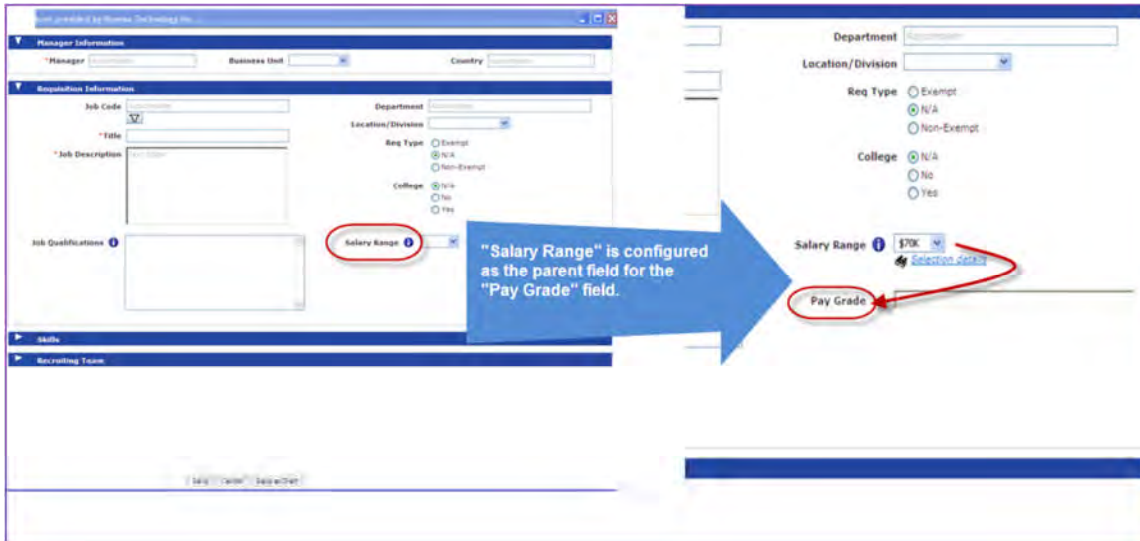 Manager Information
*Manager
Business Unit
Country
Requisition Information
Job Code
*Title
*Job Description
Job Qualifications
Department
Location/Division
Req Type
Exempt
N/A
Non-Exempt
College
N/A
No
Yes
Salary Range
Skills
Recruiting Team
"Salary Range" is configured
as the parent field for the
"Pay Grade" field.
Department
Location/Division
Req Type
Exempt
N/A
Non-Exempt
College
N/A
No
Yes
Salary Range $70K
Selection details
Pay Grade